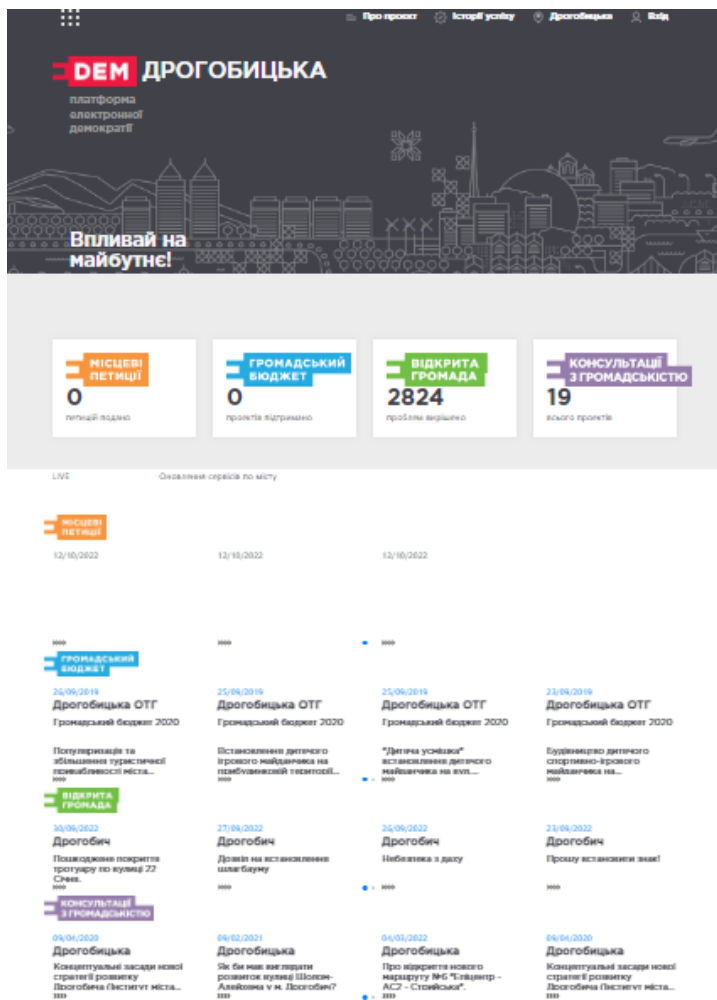 Про проєкт Історії успіху Дрогобицька Вхід
DEM ДРОГОБИЦЬКА
платформа
електронної
демократії
Впливай на
майбутнє!
МІСЦЕВІ
ПЕТИЦІЇ
0
петицій подано
ГРОМАДСЬКИЙ
БЮДЖЕТ
0
проектів підтримано
ВІДКРИТА
ГРОМАДА
2824
проблем вирішено
КОНСУЛЬТАЦІЇ
З ГРОМАДСЬКІСТЮ
19
всього проектів
LIVE Оновлення сервісів по місту
МІСЦЕВІ
ПЕТИЦІЇ
12/10/2022 12/10/2022 12/10/2022
»»
»»
»»
ГРОМАДСЬКИЙ
БЮДЖЕТ
26/09/2019
Дрогобицька ОТГ
Громадський бюджет 2020
Популяризація та
збільшення туристичної
привабливості міста...
»»
25/09/2019
Дрогобицька ОТГ
Громадський бюджет 2020
Встановлення дитячого
ігрового майданчика на
прибудинковій території...
»»
25/09/2019
Дрогобицька ОТГ
Громадський бюджет 2020
"Дитяча усмішка"
встановлення дитячого
майданчика на вул....
»»
23/09/2019
Дрогобицька ОТГ
Громадський бюджет 2020
Будівництво дитячого
спортивно-ігрового
майданчика на...
»»
ВІДКРИТА
ГРОМАДА
30/09/2022
Дрогобич
Пошкоджене покриття
тротуару по вулиці 22
Січня.
»»
27/09/2022
Дрогобич
Дозвіл на встановлення
шлагбауму
»»
26/09/2022
Дрогобич
Небезпека з даху
»»
23/09/2022
Дрогобич
Прошу встановити знак!
»»
КОНСУЛЬТАЦІЇ
З ГРОМАДСЬКІСТЮ
09/04/2020
Дрогобицька
Концептуальні засади нової
стратегії розвитку
Дрогобича (Інститут міста...
»»
09/02/2021
Дрогобицька
Як би мав виглядати
розвиток вулиці Шолом-
Алейхема у м. Дрогобич?
»»
04/03/2022
Дрогобицька
Про відкриття нового
маршруту №6 "Епіцентр -
АС2 - Стрийська".
»»
09/04/2020
Дрогобицька
Концептуальні засади нової
стратегії розвитку
Дрогобича (Інститут міста...
»»